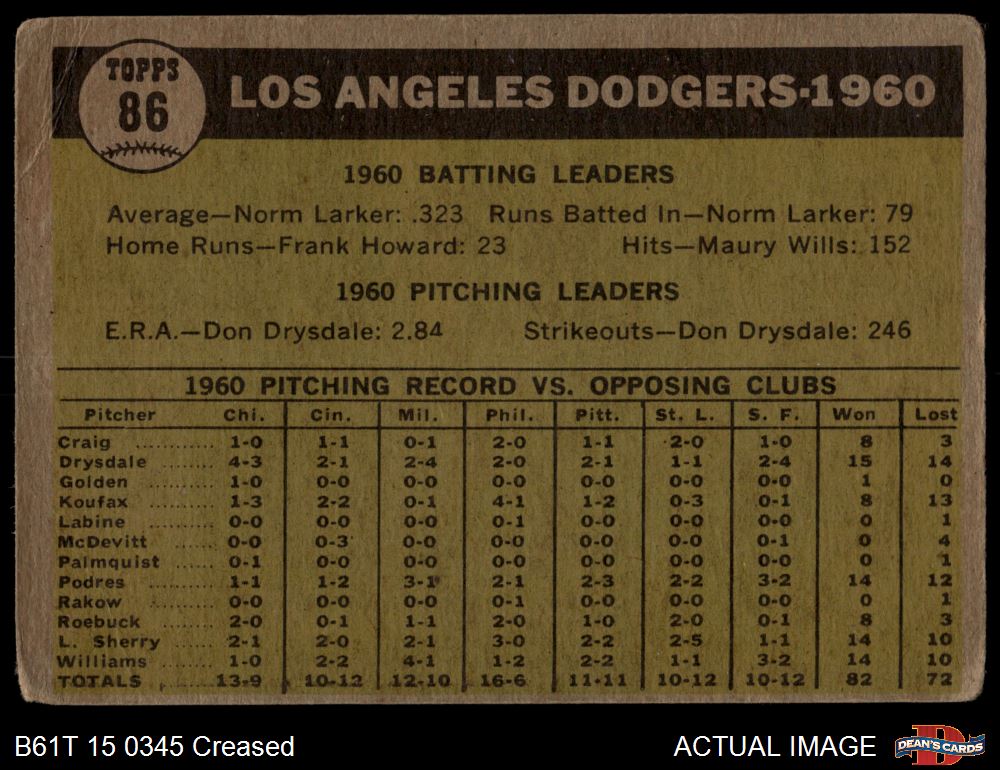 TOPPS
86
LOS ANGELES DODGERS-1960
1960 BATTING LEADERS
Average—Norm Larker: .323 Runs Batted In—Norm Larker: 79
Home Runs—Frank Howard: 23 Hits—Maury Wills: 152
1960 PITCHING LEADERS
E.R.A.—Don Drysdale: 2.84 Strikeouts—Don Drysdale: 246
1960 PITCHING RECORD VS. OPPOSING CLUBS
Pitcher Chi. Cin. Mil. Phil. Pitt. St. L. S. F. Won Lost
Craig .......... 1-0 1-1 0-1 2-0 1-1 2-0 1-0 8 3
Drysdale ........ 4-3 2-1 2-4 2-0 2-1 1-1 2-4 15 14
Golden .......... 1-0 0-0 0-0 0-0 0-0 0-0 0-0 1 0
Koufax .......... 1-3 2-2 0-1 4-1 1-2 0-3 0-1 8 13
Labine .......... 0-0 0-0 0-0 0-1 0-0 0-0 0-0 0 1
McDevitt ...... 0-0 0-3 0-0 0-0 0-0 0-0 0-1 0 4
Palmquist ...... 0-1 0-0 0-0 0-0 0-0 0-0 0-0 0 1
Podres .......... 1-1 1-2 3-1 2-1 2-3 2-2 3-2 14 12
Rakow .......... 0-0 0-0 0-0 0-1 0-0 0-0 0-0 0 1
Roebuck ........ 2-0 0-1 1-1 2-0 1-0 2-0 0-1 8 3
L. Sherry ...... 2-1 2-0 2-1 3-0 2-2 2-5 1-1 14 10
Williams ........ 1-0 2-2 4-1 1-2 2-2 1-1 3-2 14 10
TOTALS ........ 13-9 10-12 12-10 16-6 11-11 10-12 10-12 82 72
B61T 15 0345 Creased ACTUAL IMAGE
DEAN'S CARDS